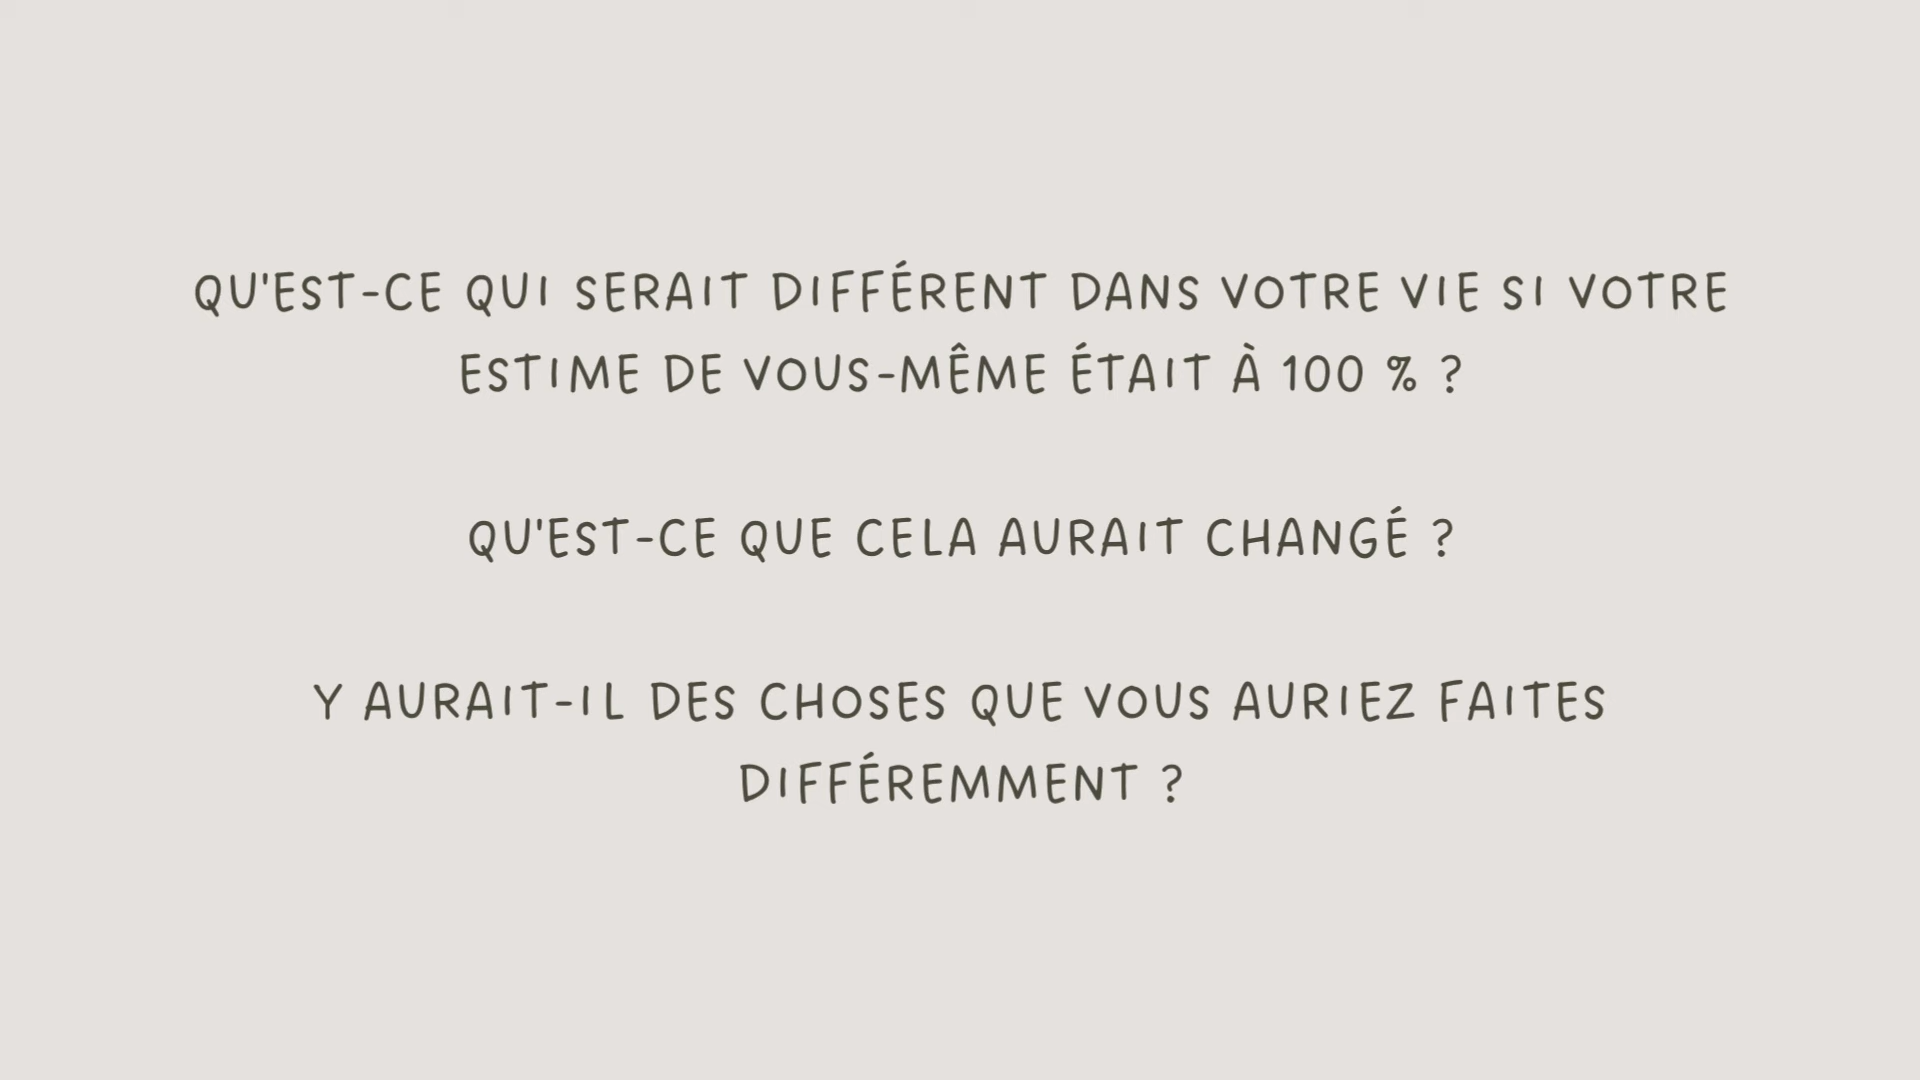 QU'EST-CE QUI SERAIT DIFFÉRENT DANS VOTRE VIE SI VOTRE
ESTIME DE VOUS-MÊME ÉTAIT À 100 % ?
QU'EST-CE QUE CELA AURAIT CHANGÉ ?
Y AURAIT-IL DES CHOSES QUE VOUS AURIEZ FAITES
DIFFÉREMMENT ?